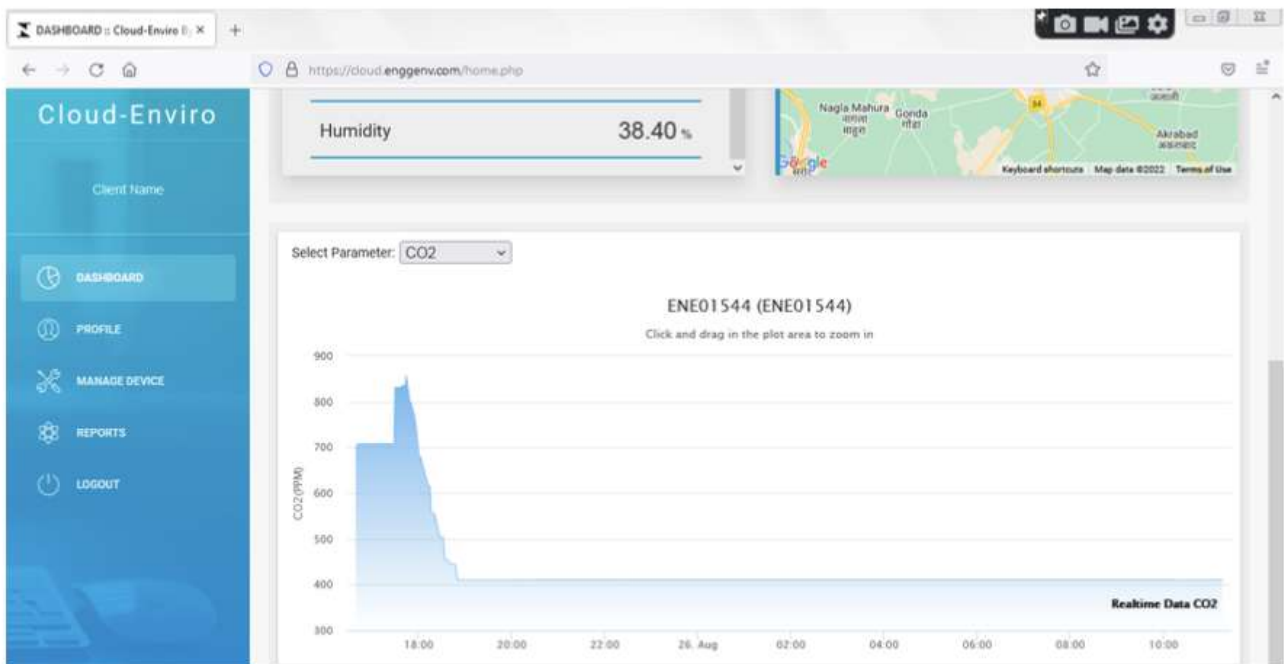 DASHBOARD :: Cloud-Enviro B
https://cloud.enggenv.com/home.php
Cloud-Enviro
Client Name
DASHBOARD
PROFILE
MANAGE DEVICE
REPORTS
LOGOUT
Humidity 38.40 %
Nagla Mahura
नागला
माहुरा
Gonda
गोंडा
34
Akrabad
अकराबाद
Google
Keyboard shortcuts Map data ©2022 Terms of Use
Select Parameter: CO2
ENE01544 (ENE01544)
Click and drag in the plot area to zoom in
CO2(PPM)
900
800
700
600
500
400
300
Realtime Data CO2
18:00 20:00 22:00 26. Aug 02:00 04:00 06:00 08:00 10:00